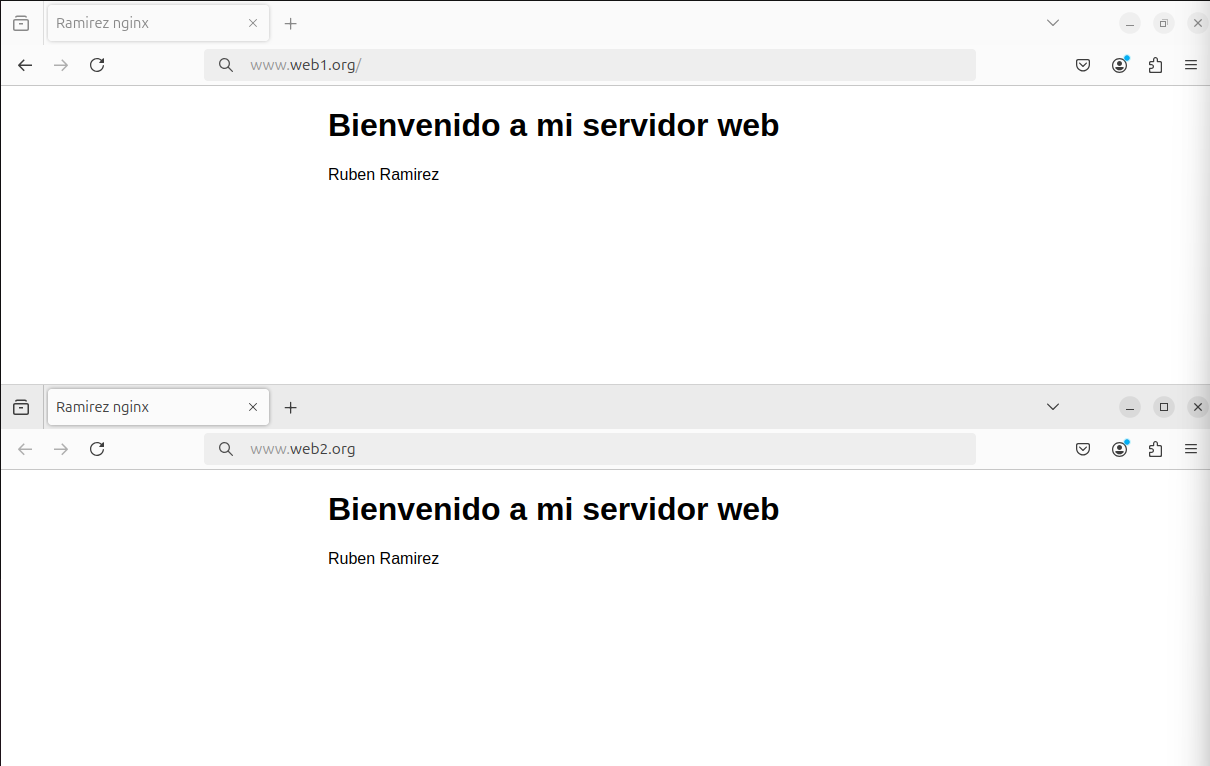 Ramirez nginx
www.web1.org/
Bienvenido a mi servidor web
Ruben Ramirez
Ramirez nginx
www.web2.org
Bienvenido a mi servidor web
Ruben Ramirez